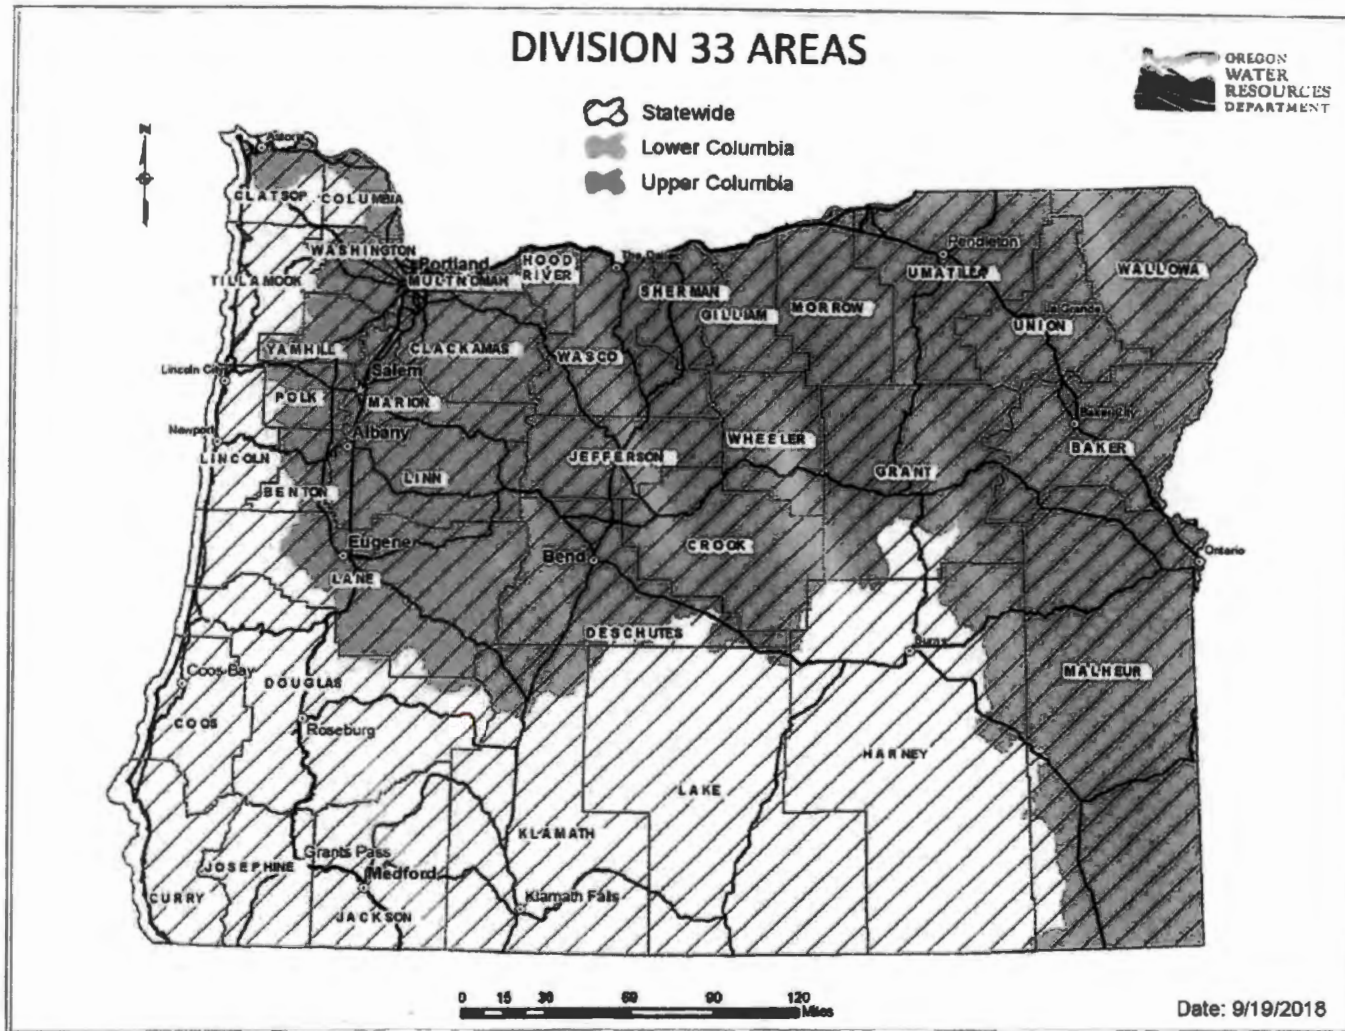 DIVISION 33 AREAS
OREGON
WATER
RESOURCES
DEPARTMENT
Statewide
Lower Columbia
Upper Columbia
N
Astoria
CLATSOP
COLUMBIA
WASHINGTON
Portland
HOOD
RIVER
The Dalles
Pendleton
TILLAMOOK
MULTNOMAH
SHERMAN
UMATILLA
WALLOWA
GILLIAM
MORROW
La Grande
UNION
YAMHILL
CLACKAMAS
WASCO
Lincoln City
Salem
POLK
MARION
Baker City
Newport
Albany
WHEELER
BAKER
LINCOLN
JEFFERSON
LINN
GRANT
BENTON
Eugene
CROOK
Bend
Ontario
LANE
DESCHUTES
Burns
Coos Bay
DOUGLAS
MALHEUR
COOS
Roseburg
HARNEY
LAKE
KLAMATH
Grants Pass
JOSEPHINE
Medford
CURRY
Klamath Falls
JACKSON
0 15 30 60 90 120
Miles
Date: 9/19/2018